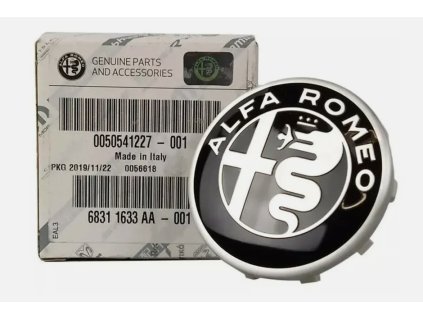 GENUINE PARTS
AND ACCESSORIES
0050541227 - 001
Made in Italy
PKG 2019/11/22 0056618
6831 1633 AA -001
EAL3
ALFA ROMEO